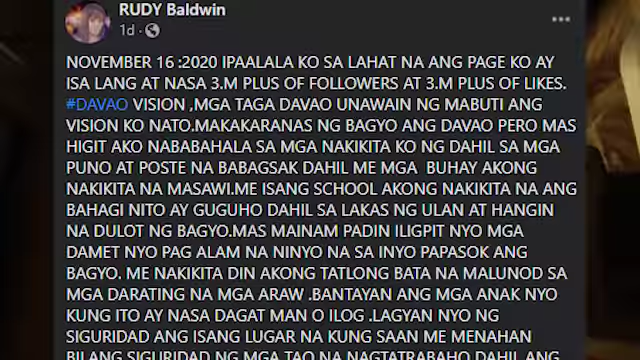 RUDY Baldwin
1d ·
NOVEMBER 16 :2020 IPAALALA KO SA LAHAT NA ANG PAGE KO AY
ISA LANG AT NASA 3.M PLUS OF FOLLOWERS AT 3.M PLUS OF LIKES.
#DAVAO VISION ,MGA TAGA DAVAO UNAWAIN NG MABUTI ANG
VISION KO NATO.MAKAKARANAS NG BAGYO ANG DAVAO PERO MAS
HIGIT AKO NABABAHALA SA MGA NAKIKITA KO NG DAHIL SA MGA
PUNO AT POSTE NA BABAGSAK DAHIL ME MGA BUHAY AKONG
NAKIKITA NA MASAWI.ME ISANG SCHOOL AKONG NAKIKITA NA ANG
BAHAGI NITO AY GUGUHO DAHIL SA LAKAS NG ULAN AT HANGIN
NA DULOT NG BAGYO.MAS MAINAM PADIN ILIGPIT NYO MGA
DAMET NYO PAG ALAM NA NINYO NA SA INYO PAPASOK ANG
BAGYO. ME NAKIKITA DIN AKONG TATLONG BATA NA MALUNOD SA
MGA DARATING NA MGA ARAW .BANTAYAN ANG MGA ANAK NYO
KUNG ITO AY NASA DAGAT MAN O ILOG .LAGYAN NYO NG
SIGURIDAD ANG ISANG LUGAR NA KUNG SAAN ME MENAHAN
BILANG SIGURIDAD NG MGA TAO NA NAGTATRABAHO DAHIL ANG